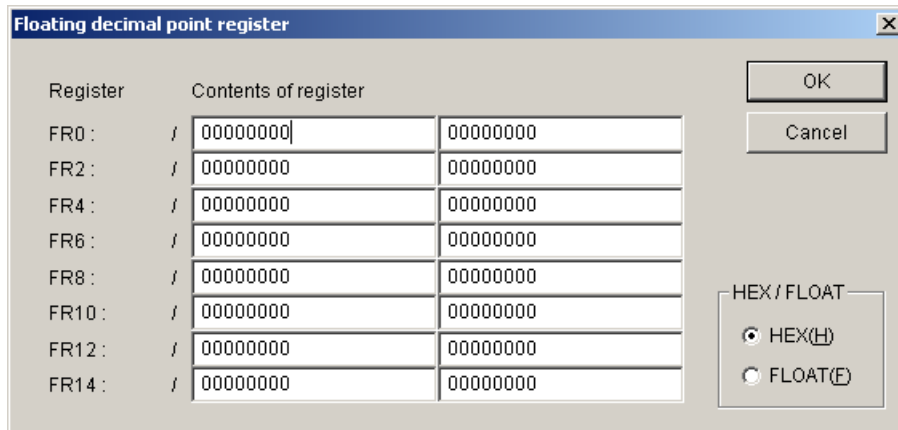 Floating decimal point register
Register Contents of register
OK
FR0 : / 00000000 00000000
Cancel
FR2 : / 00000000 00000000
FR4 : / 00000000 00000000
FR6 : / 00000000 00000000
FR8 : / 00000000 00000000
FR10 : / 00000000 00000000
FR12 : / 00000000 00000000
FR14 : / 00000000 00000000
HEX / FLOAT
HEX(H)
FLOAT(F)